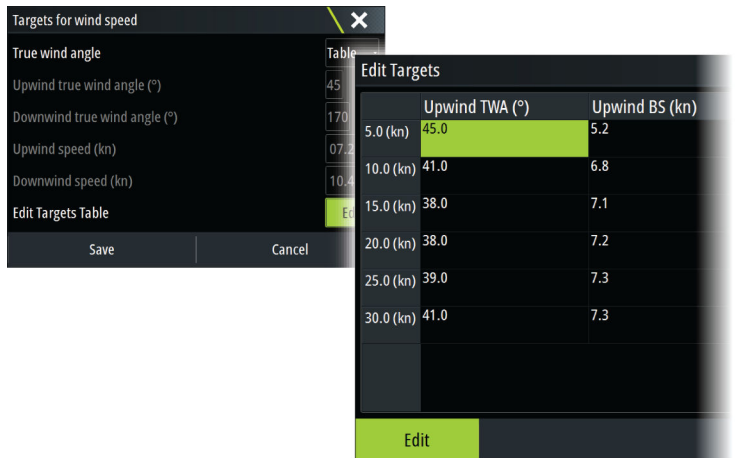 Targets for wind speed
True wind angle Table
Upwind true wind angle (°) 45
Downwind true wind angle (°) 170
Upwind speed (kn) 07.2
Downwind speed (kn) 10.4
Edit Targets Table
Save Cancel
Edit Targets
Upwind TWA (°) Upwind BS (kn)
5.0 (kn) 45.0 5.2
10.0 (kn) 41.0 6.8
15.0 (kn) 38.0 7.1
20.0 (kn) 38.0 7.2
25.0 (kn) 39.0 7.3
30.0 (kn) 41.0 7.3
Edit